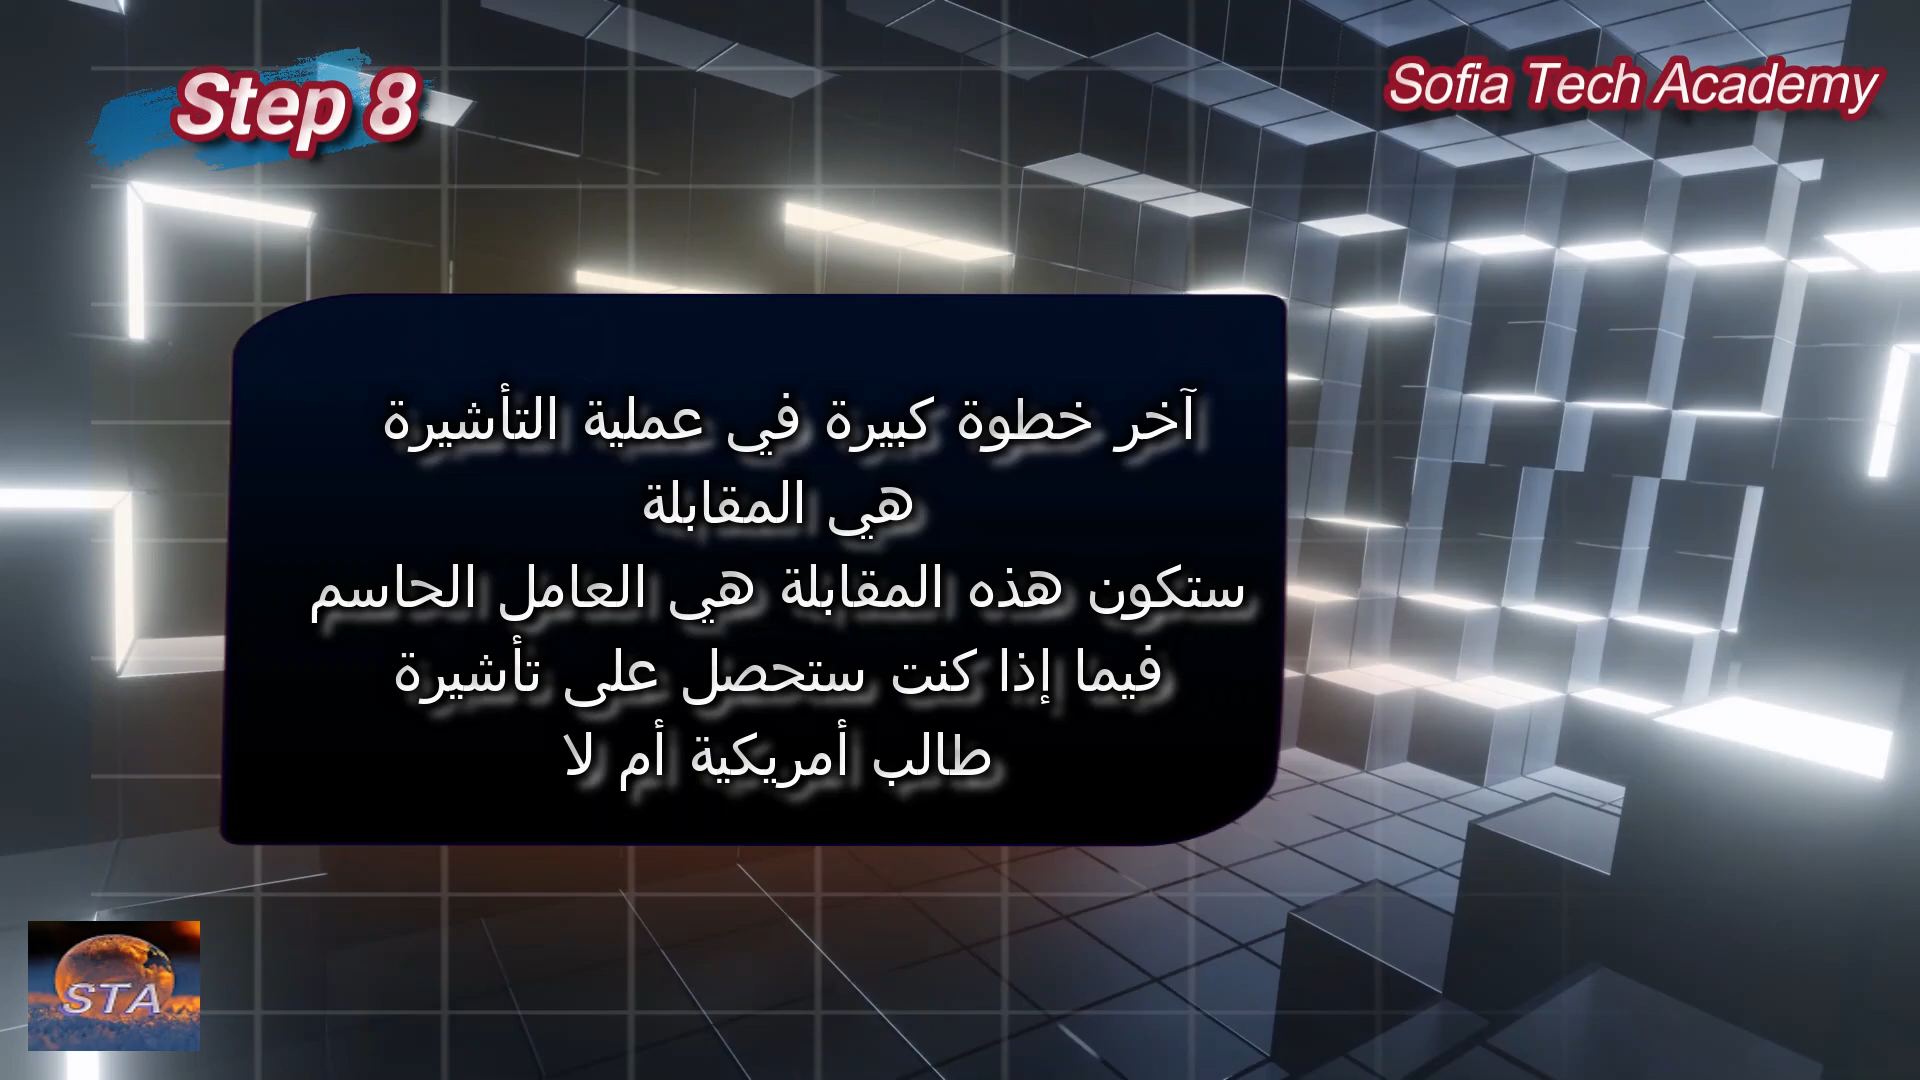 Step 8
Sofia Tech Academy
آخر خطوة كبيرة في عملية التأشيرة
هي المقابلة
ستكون هذه المقابلة هي العامل الحاسم
فيما إذا كنت ستحصل على تأشيرة
طالب أمريكية أم لا
STA